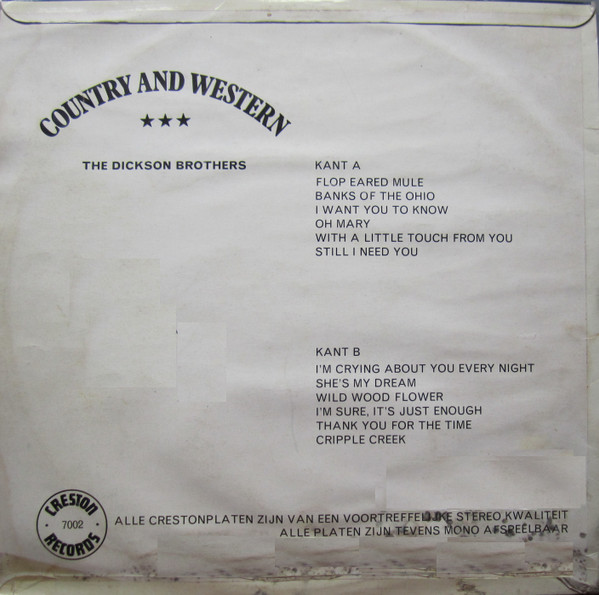 COUNTRY AND WESTERN
★★★
THE DICKSON BROTHERS
KANT A
FLOP EARED MULE
BANKS OF THE OHIO
I WANT YOU TO KNOW
OH MARY
WITH A LITTLE TOUCH FROM YOU
STILL I NEED YOU
KANT B
I'M CRYING ABOUT YOU EVERY NIGHT
SHE'S MY DREAM
WILD WOOD FLOWER
I'M SURE, IT'S JUST ENOUGH
THANK YOU FOR THE TIME
CRIPPLE CREEK
CRESTON
7002
RECORDS
ALLE CRESTONPLATEN ZIJN VAN EEN VOORTREFFELIJKE STEREO KWALITEIT
ALLE PLATEN ZIJN TEVENS MONO AFSPEELBAAR